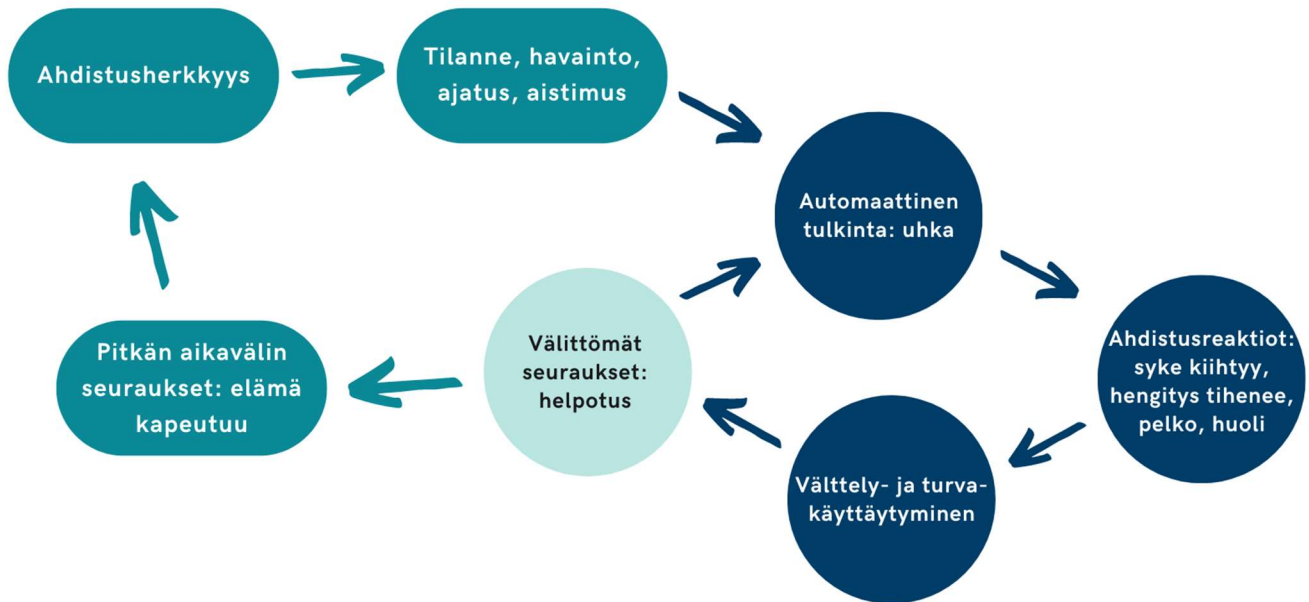 Ahdistusherkkyys
Tilanne, havainto,
ajatus, aistimus
Automaattinen
tulkinta: uhka
Ahdistusreaktiot:
syke kiihtyy,
hengitys tihenee,
pelko, huoli
Välttely- ja turva-
käyttäytyminen
Välittömät
seuraukset:
helpotus
Pitkän aikavälin
seuraukset: elämä
kapeutuu